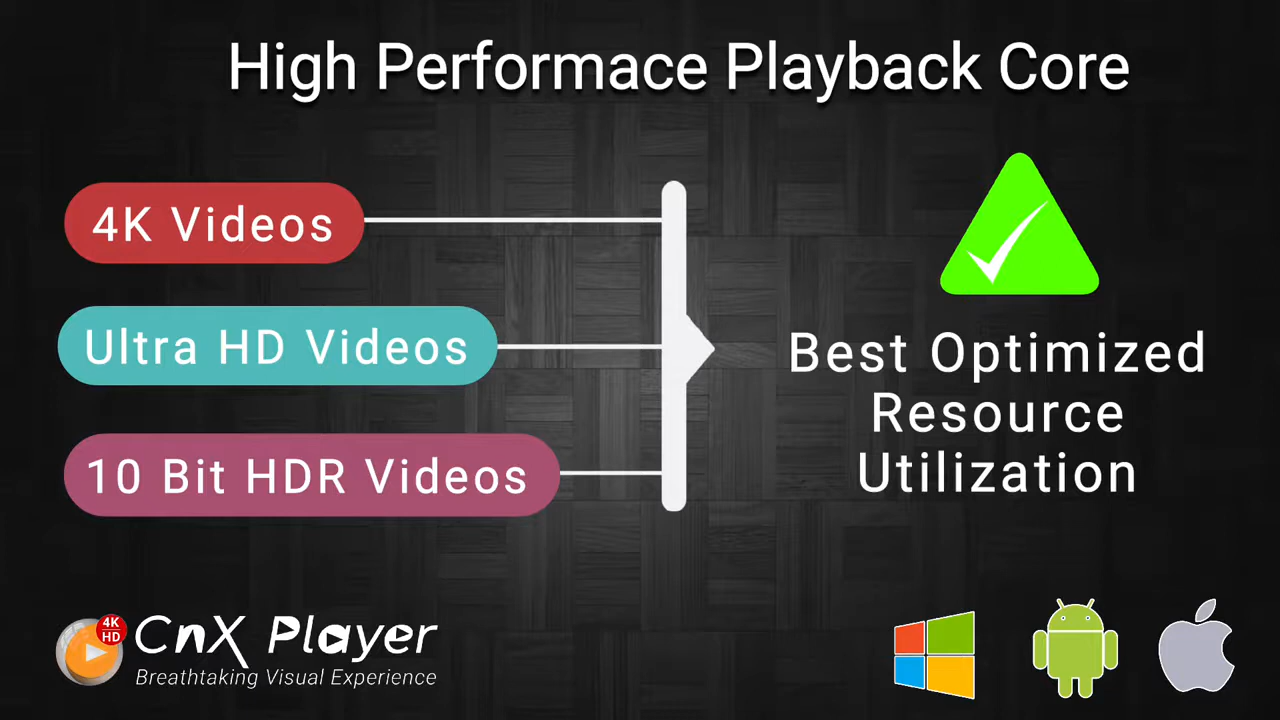 High Performace Playback Core
4K Videos
Ultra HD Videos
10 Bit HDR Videos
Best Optimized
Resource
Utilization
4K
HD
CnX Player
Breathtaking Visual Experience